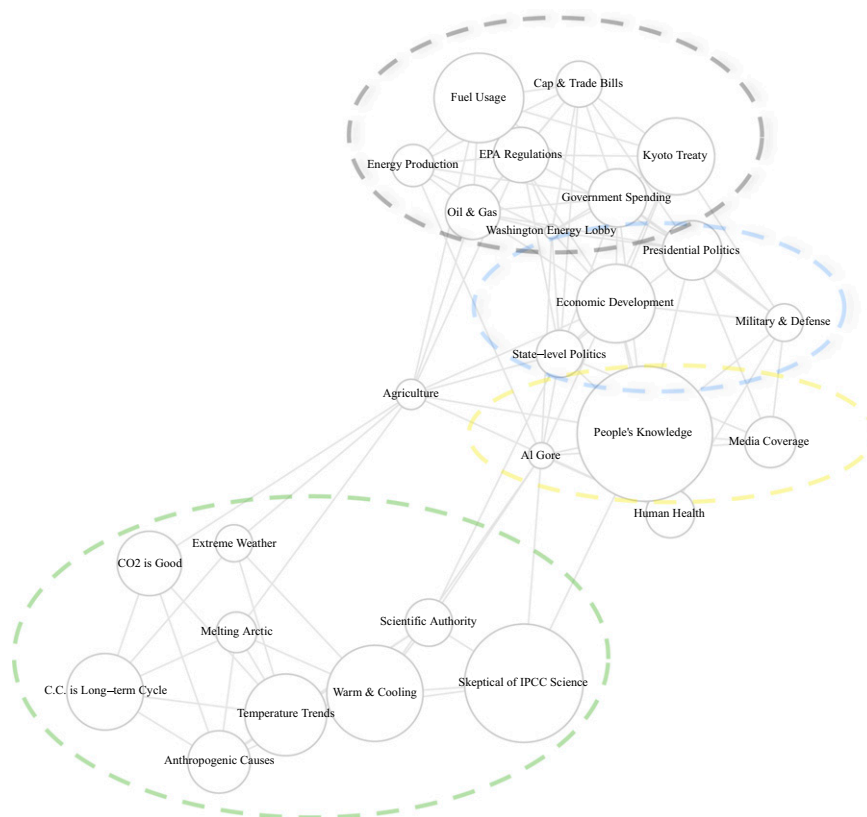 Cap & Trade Bills
Fuel Usage
EPA Regulations
Kyoto Treaty
Energy Production
Government Spending
Oil & Gas
Washington Energy Lobby
Presidential Politics
Economic Development
Military & Defense
State–level Politics
Agriculture
People's Knowledge
Media Coverage
Al Gore
Human Health
Extreme Weather
CO2 is Good
Scientific Authority
Melting Arctic
Skeptical of IPCC Science
C.C. is Long–term Cycle
Warm & Cooling
Temperature Trends
Anthropogenic Causes